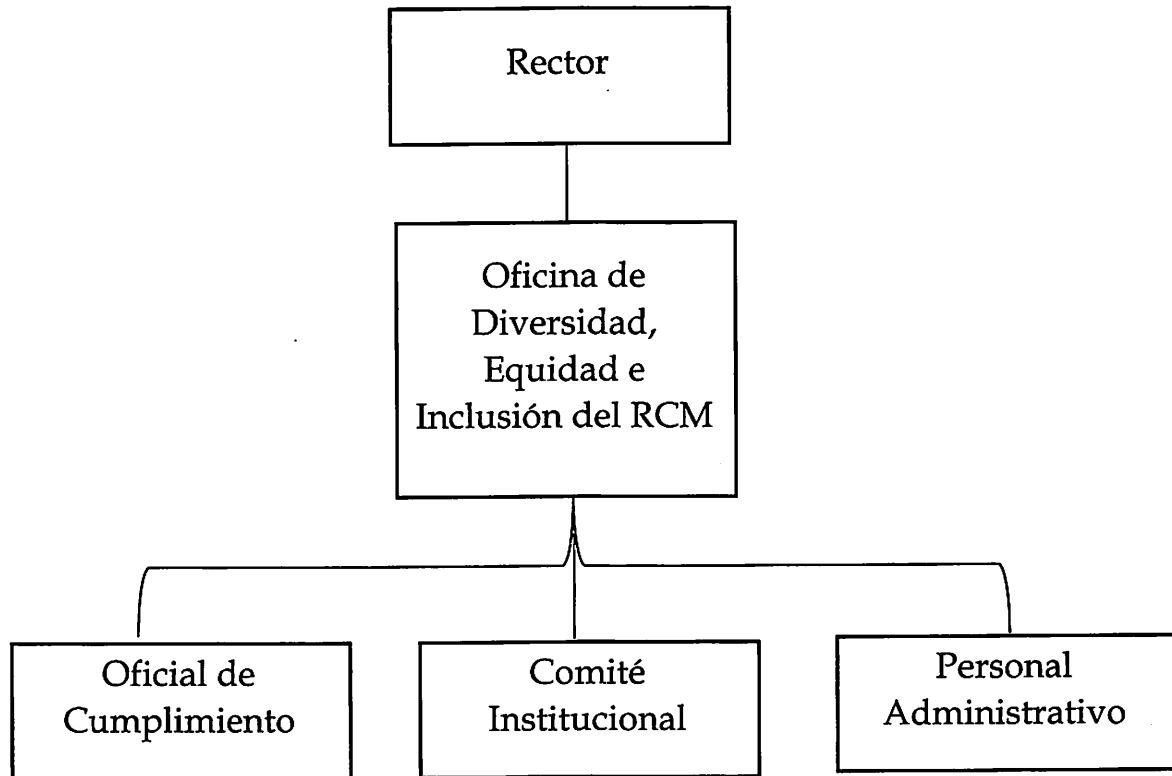 Rector
Oficina de
Diversidad,
Equidad e
Inclusión del RCM
Oficial de
Cumplimiento
Comité
Institucional
Personal
Administrativo